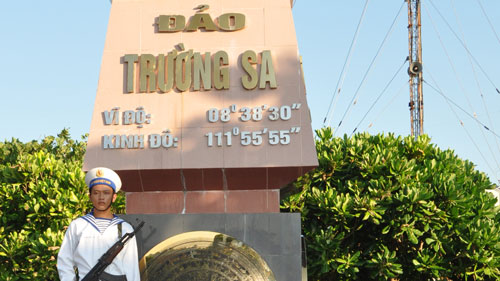 ĐẢO
TRƯỜNG SA
VĨ ĐỘ: 08°38'30"
KINH ĐỘ: 111°55'55"